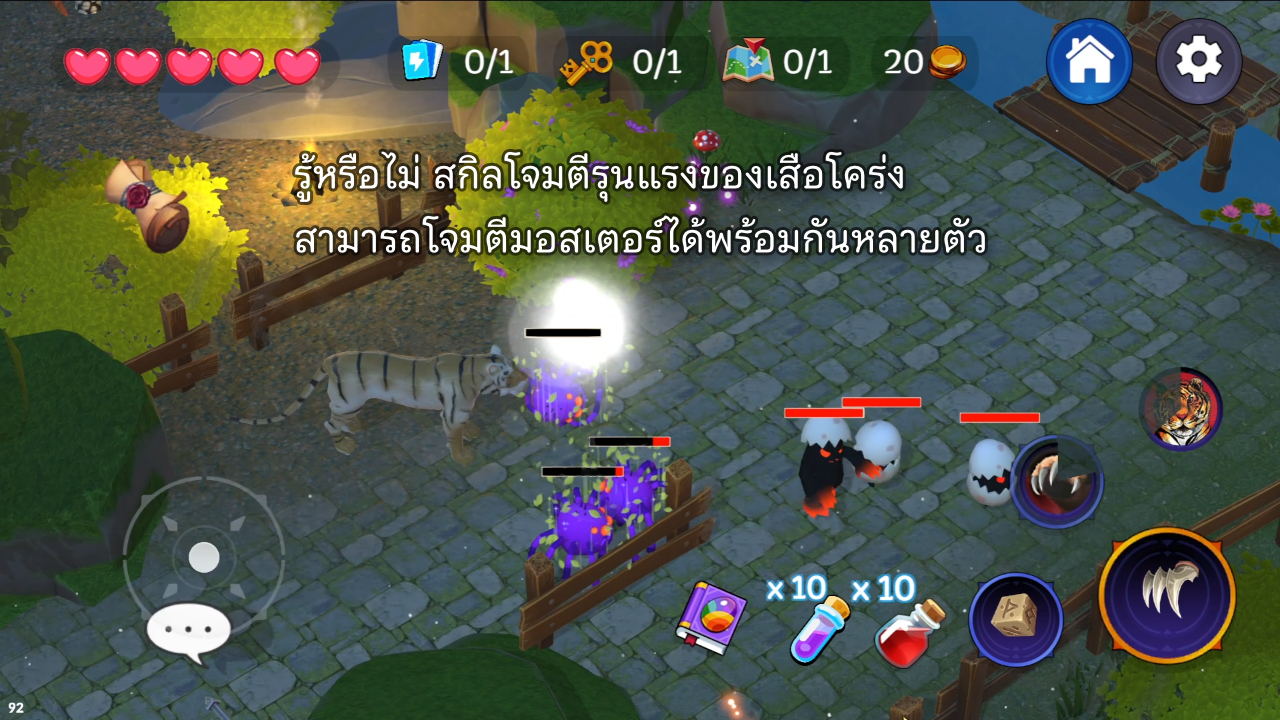 0/1 0/1 0/1 20
รู้หรือไม่ สกิลโจมตีรุนแรงของเสือโคร่ง
สามารถโจมตีมอสเตอร์ได้พร้อมกันหลายตัว
x 10 x 10
92